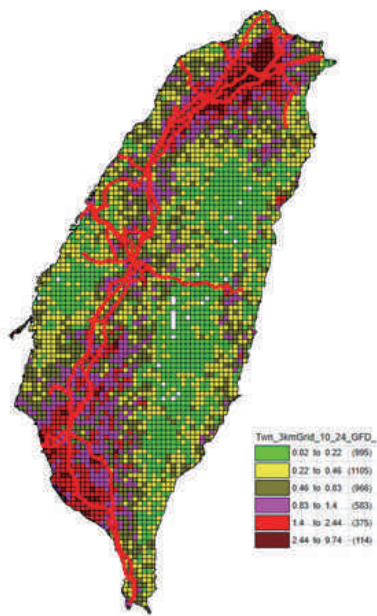 Twn_3kmGrid_10_24_GFD_
0.02 to 0.22 (995)
0.22 to 0.46 (1105)
0.46 to 0.83 (966)
0.83 to 1.4 (583)
1.4 to 2.44 (375)
2.44 to 9.74 (114)